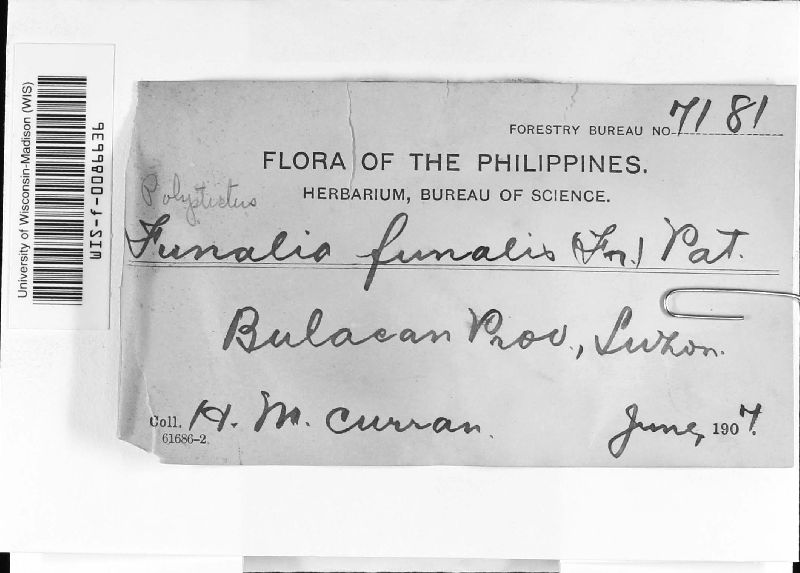 University of Wisconsin-Madison (WIS)
WIS-f-0086636
FORESTRY BUREAU NO. 7181
FLORA OF THE PHILIPPINES.
HERBARIUM, BUREAU OF SCIENCE.
Polystictus
Funalia funalis (Fr.) Pat.
Bulacan Prov., Luzon.
Coll. H. M. Curran.
June, 1907.
61686-2